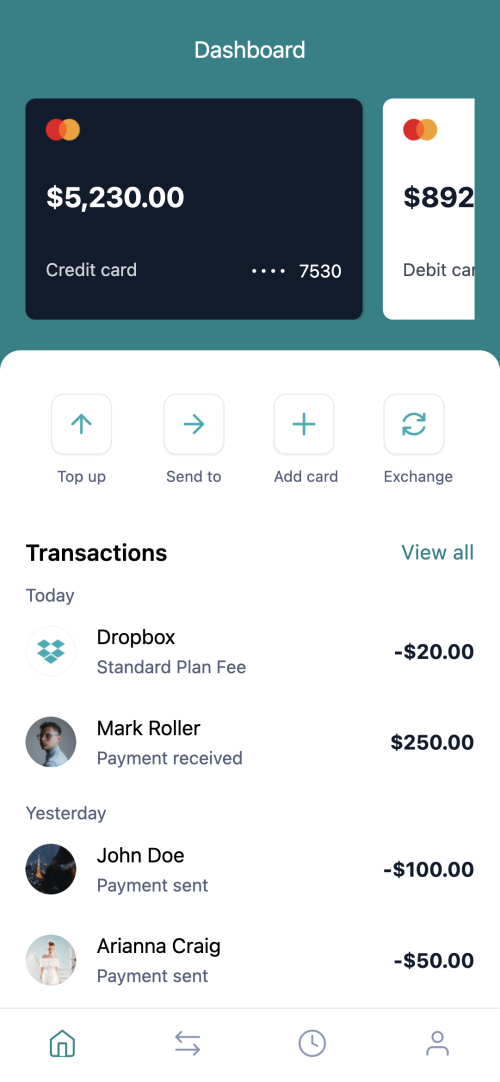 Dashboard
$5,230.00
$892
Credit card
•••• 7530
Debit car
Top up
Send to
Add card
Exchange
Transactions
View all
Today
Dropbox
Standard Plan Fee
-$20.00
Mark Roller
Payment received
$250.00
Yesterday
John Doe
Payment sent
-$100.00
Arianna Craig
Payment sent
-$50.00